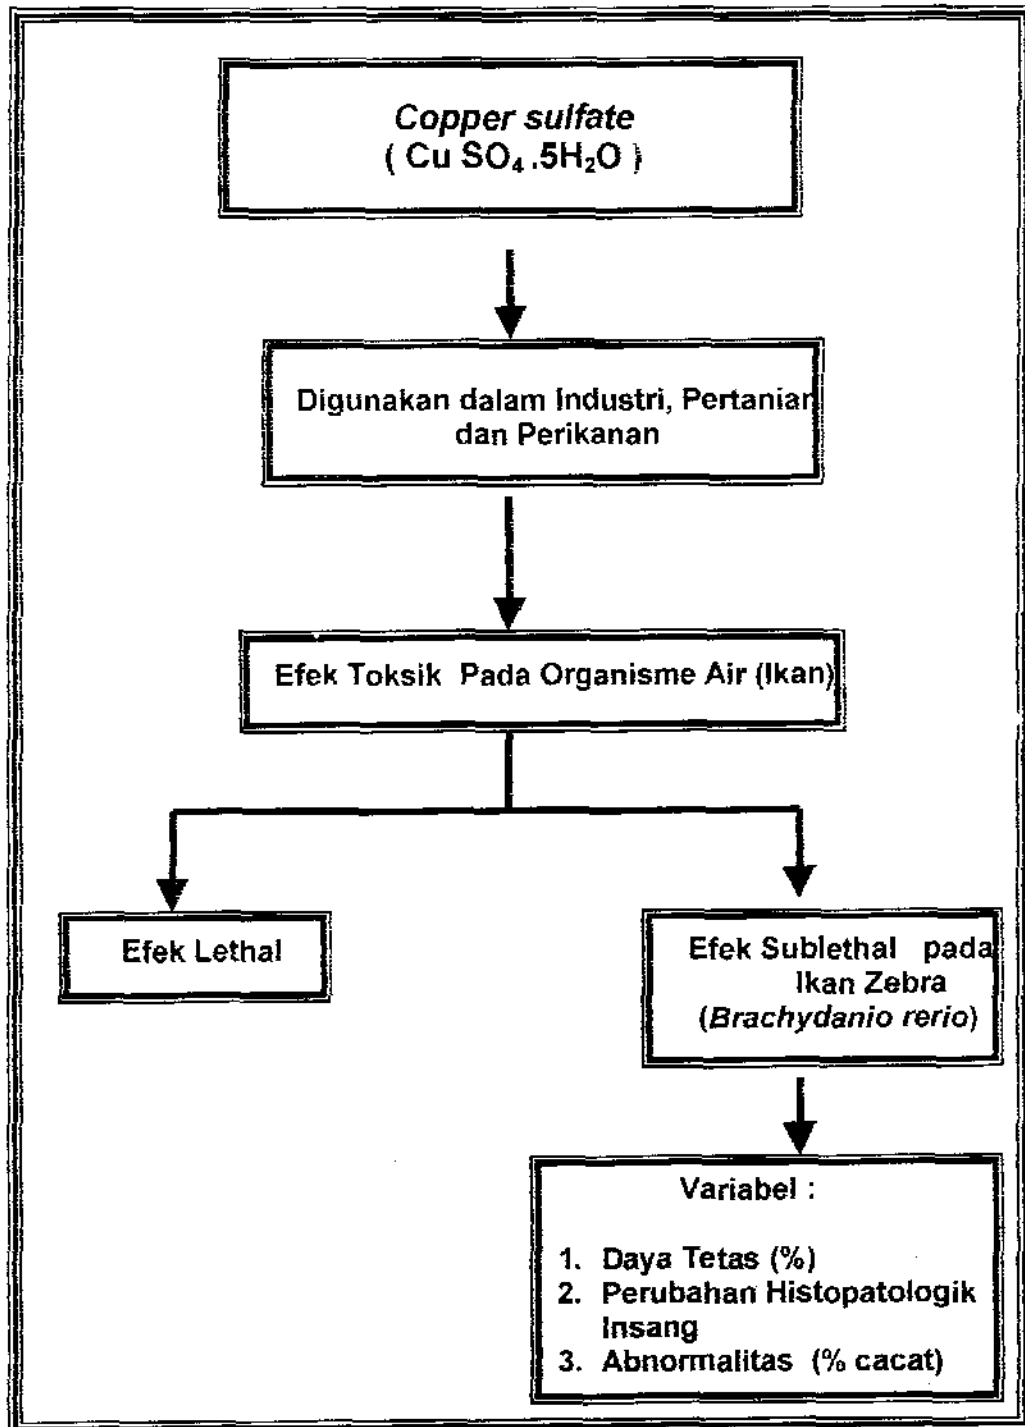 Copper sulfate
( Cu SO₄ .5H₂O )
Digunakan dalam Industri, Pertanian
dan Perikanan
Efek Toksik Pada Organisme Air (Ikan)
Efek Lethal
Efek Sublethal pada
Ikan Zebra
(Brachydanio rerio)
Variabel :
1. Daya Tetas (%)
2. Perubahan Histopatologik
Insang
3. Abnormalitas (% cacat)